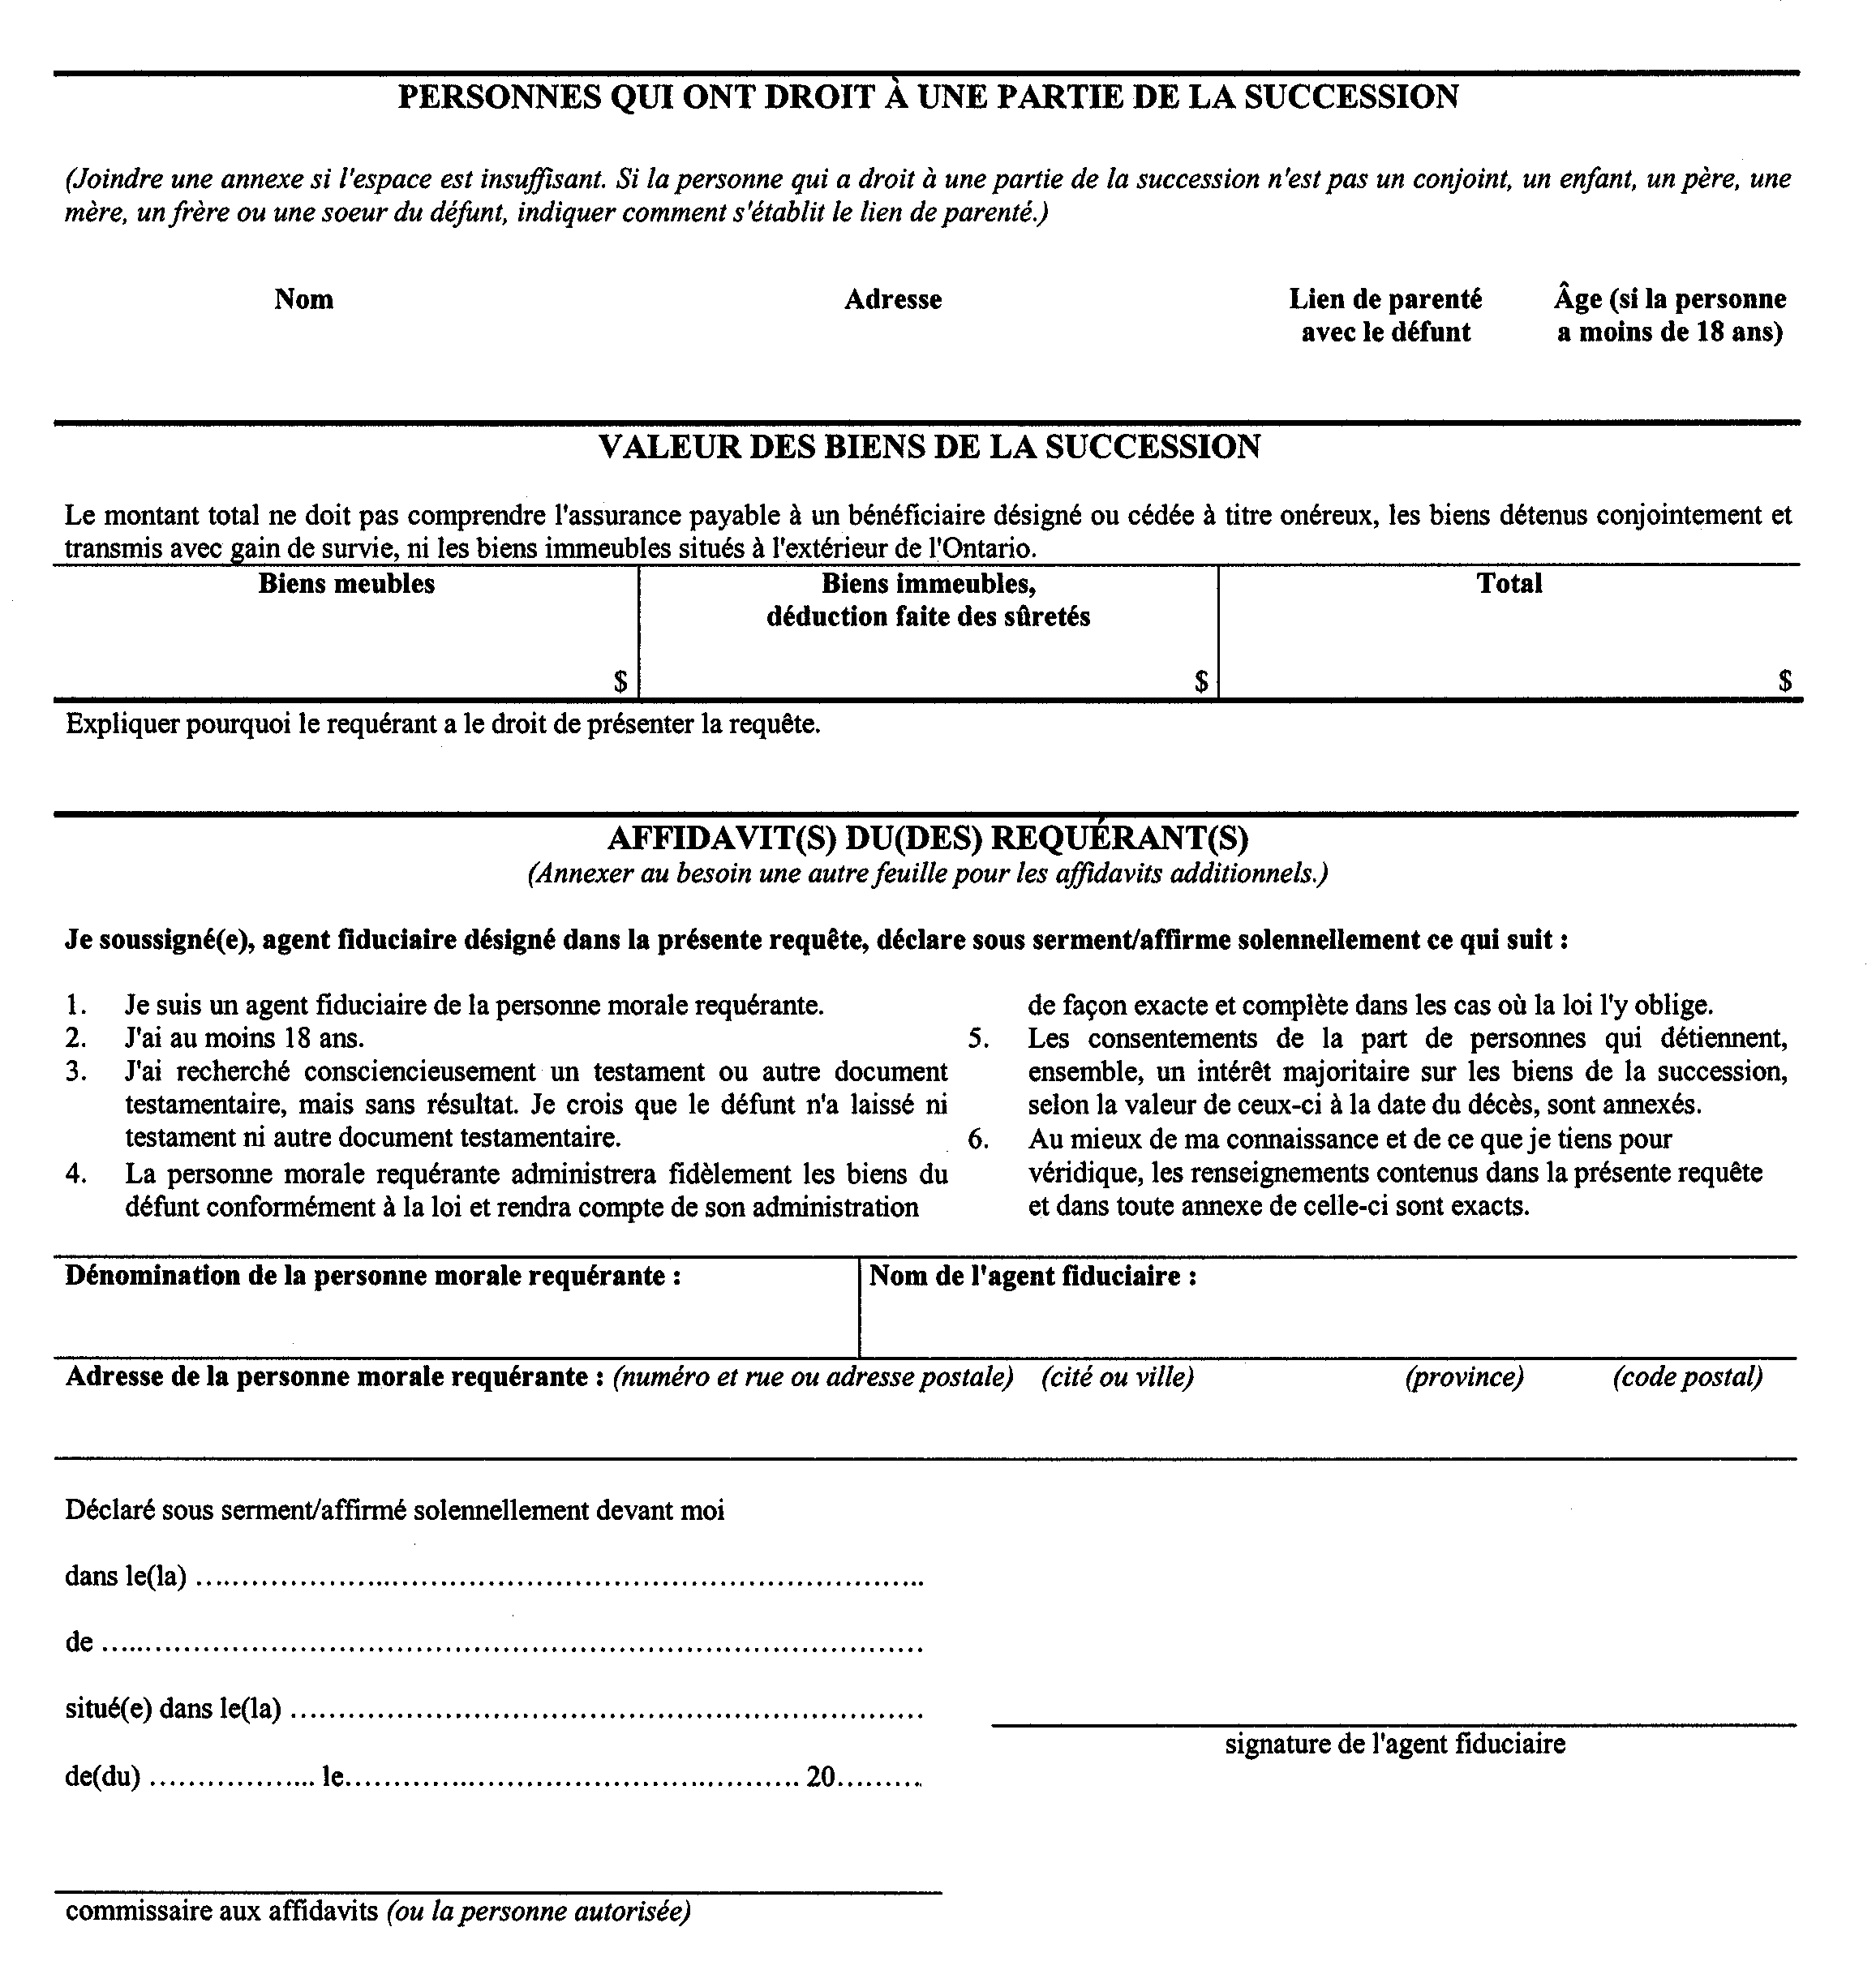 PERSONNES QUI ONT DROIT À UNE PARTIE DE LA SUCCESSION
(Joindre une annexe si l'espace est insuffisant. Si la personne qui a droit à une partie de la succession n'est pas un conjoint, un enfant, un père, une
mère, un frère ou une soeur du défunt, indiquer comment s'établit le lien de parenté.)
Nom Adresse Lien de parenté Âge (si la personne
avec le défunt a moins de 18 ans)
VALEUR DES BIENS DE LA SUCCESSION
Le montant total ne doit pas comprendre l'assurance payable à un bénéficiaire désigné ou cédée à titre onéreux, les biens détenus conjointement et
transmis avec gain de survie, ni les biens immeubles situés à l'extérieur de l'Ontario.
Biens meubles Biens immeubles, Total
déduction faite des sûretés
$ $ $
Expliquer pourquoi le requérant a le droit de présenter la requête.
AFFIDAVIT(S) DU(DES) REQUÉRANT(S)
(Annexer au besoin une autre feuille pour les affidavits additionnels.)
Je soussigné(e), agent fiduciaire désigné dans la présente requête, déclare sous serment/affirme solennellement ce qui suit :
1. Je suis un agent fiduciaire de la personne morale requérante.
2. J'ai au moins 18 ans.
3. J'ai recherché consciencieusement un testament ou autre document
testamentaire, mais sans résultat. Je crois que le défunt n'a laissé ni
testament ni autre document testamentaire.
4. La personne morale requérante administrera fidèlement les biens du
défunt conformément à la loi et rendra compte de son administration
de façon exacte et complète dans les cas où la loi l'y oblige.
5. Les consentements de la part de personnes qui détiennent,
ensemble, un intérêt majoritaire sur les biens de la succession,
selon la valeur de ceux-ci à la date du décès, sont annexés.
6. Au mieux de ma connaissance et de ce que je tiens pour
véridique, les renseignements contenus dans la présente requête
et dans toute annexe de celle-ci sont exacts.
Dénomination de la personne morale requérante : Nom de l'agent fiduciaire :
Adresse de la personne morale requérante : (numéro et rue ou adresse postale) (cité ou ville) (province) (code postal)
Déclaré sous serment/affirmé solennellement devant moi
dans le(la) ............................................................................
de .....................................................................................
situé(e) dans le(la) ..................................................................
signature de l'agent fiduciaire
de(du) ................. le............................................... 20.........
commissaire aux affidavits (ou la personne autorisée)